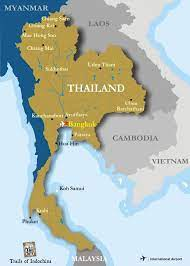 MYANMAR
LAOS
Chiang Saen
Chiang Rai
Mae Hong Son
Chiang Mai
Sukhothai
Udon Thani
THAILAND
Ubon
Ratchathani
Kanchanaburi
Ayutthaya
Bangkok
Pattaya
Hua Hin
CAMBODIA
VIETNAM
Koh Samui
Krabi
Phuket
Trails of Indochina
MALAYSIA
International Airport